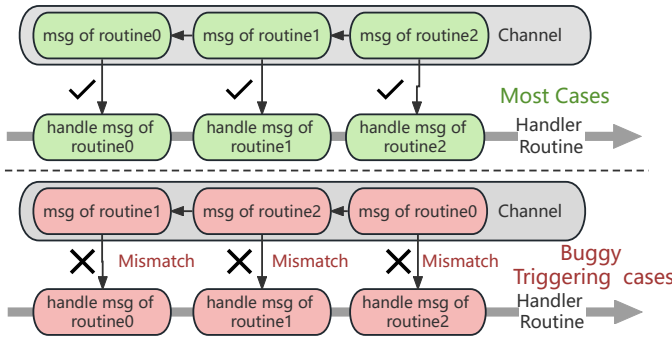 msg of routine0
msg of routine1
msg of routine2
Channel
Most Cases
handle msg of
routine0
handle msg of
routine1
handle msg of
routine2
Handler
Routine
msg of routine1
msg of routine2
msg of routine0
Channel
Mismatch
Mismatch
Mismatch
Buggy
Triggering cases
handle msg of
routine0
handle msg of
routine1
handle msg of
routine2
Handler
Routine